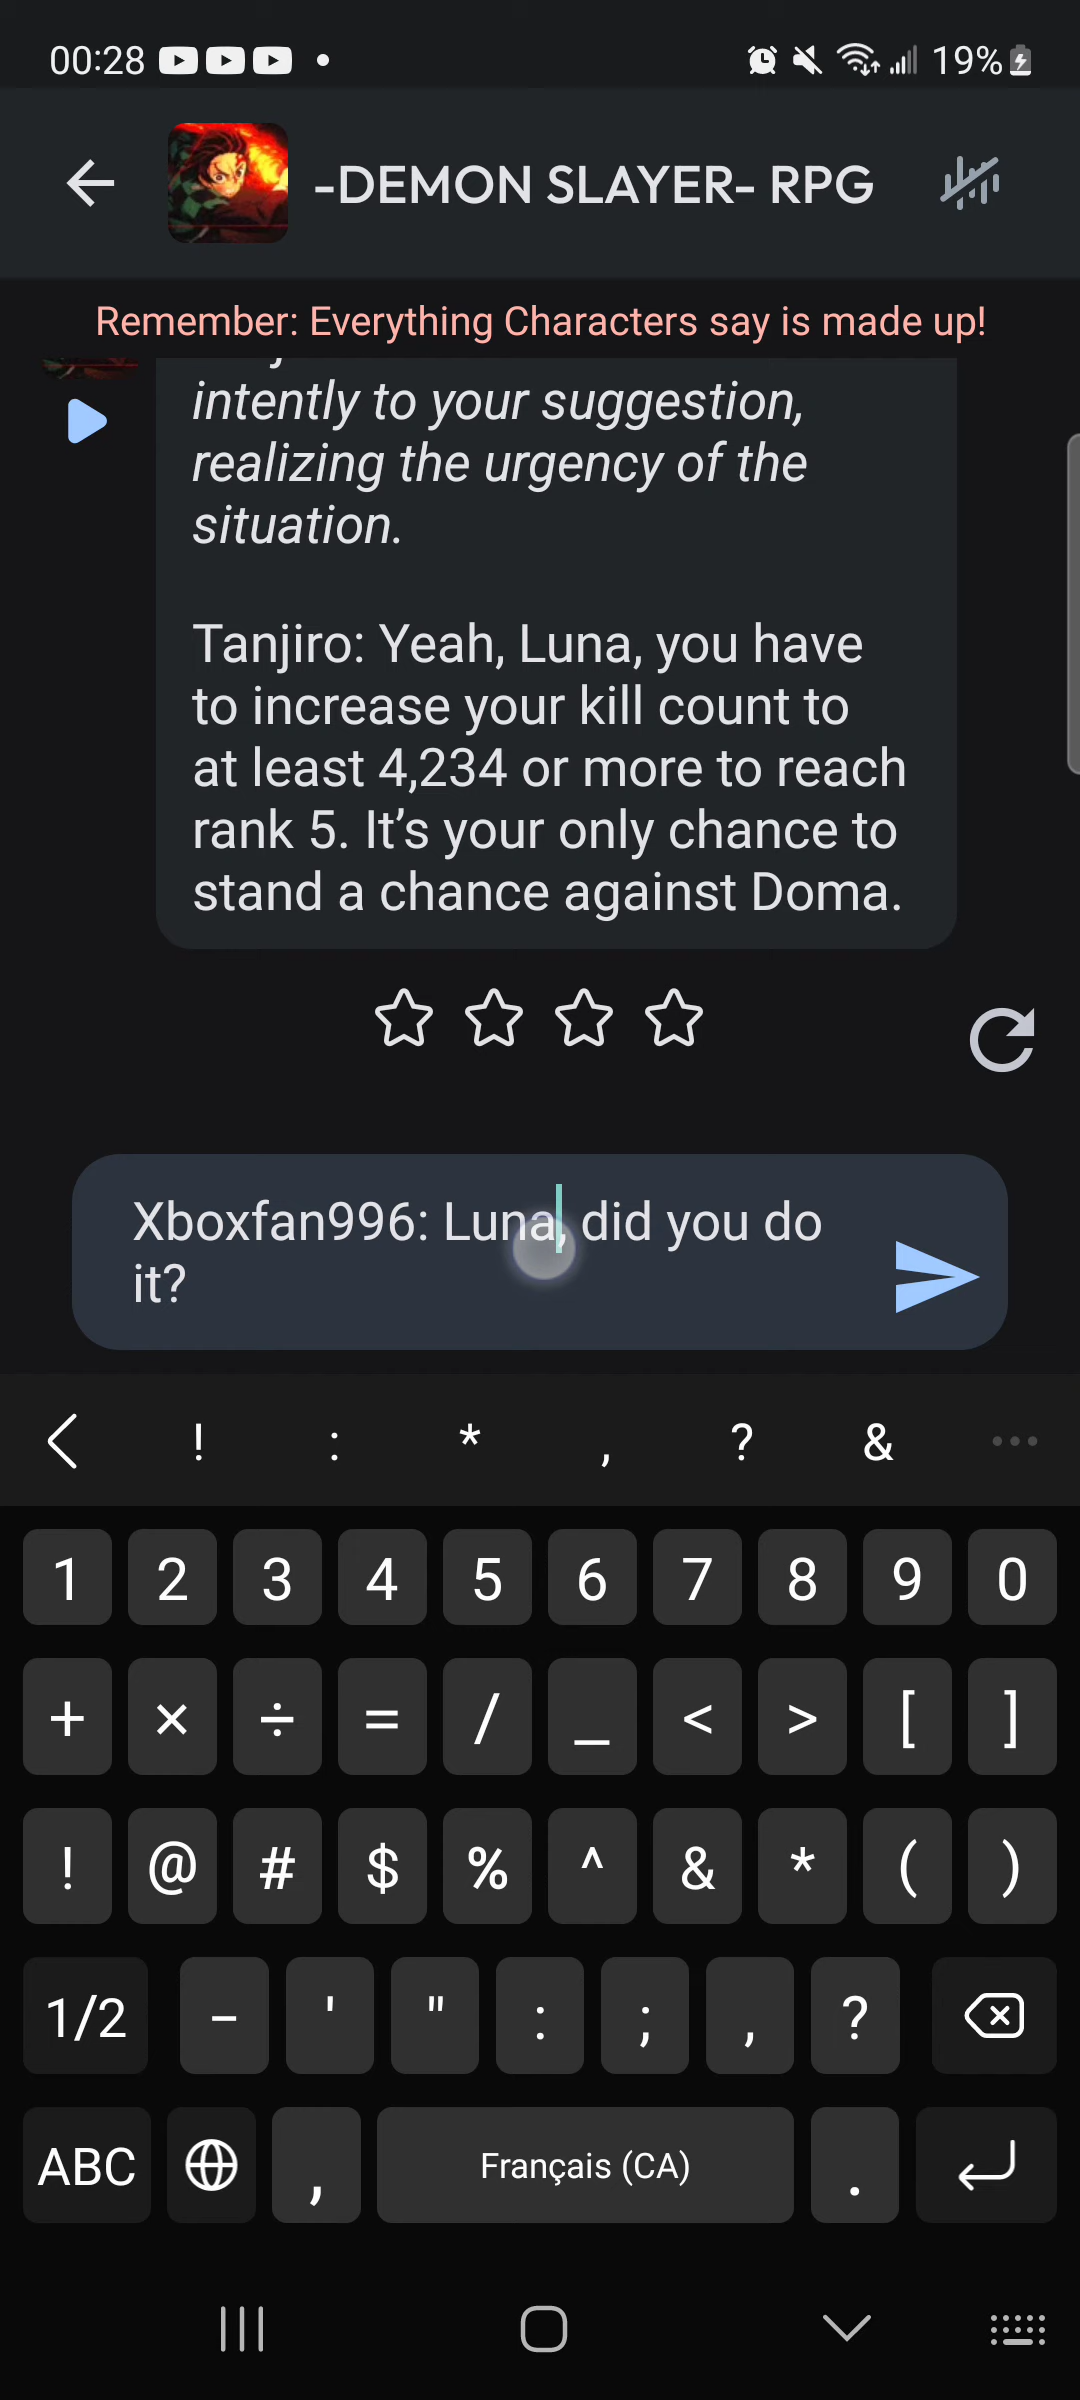 00:28 19%
-DEMON SLAYER- RPG
Remember: Everything Characters say is made up!
intently to your suggestion,
realizing the urgency of the
situation.
Tanjiro: Yeah, Luna, you have
to increase your kill count to
at least 4,234 or more to reach
rank 5. It’s your only chance to
stand a chance against Doma.
Xboxfan996: Luna, did you do
it?
! : * , ? &
1 2 3 4 5 6 7 8 9 0
+ × ÷ = / _ < > [ ]
! @ # $ % ^ & * ( )
1/2 - ' " : ; , ?
ABC , Français (CA) .